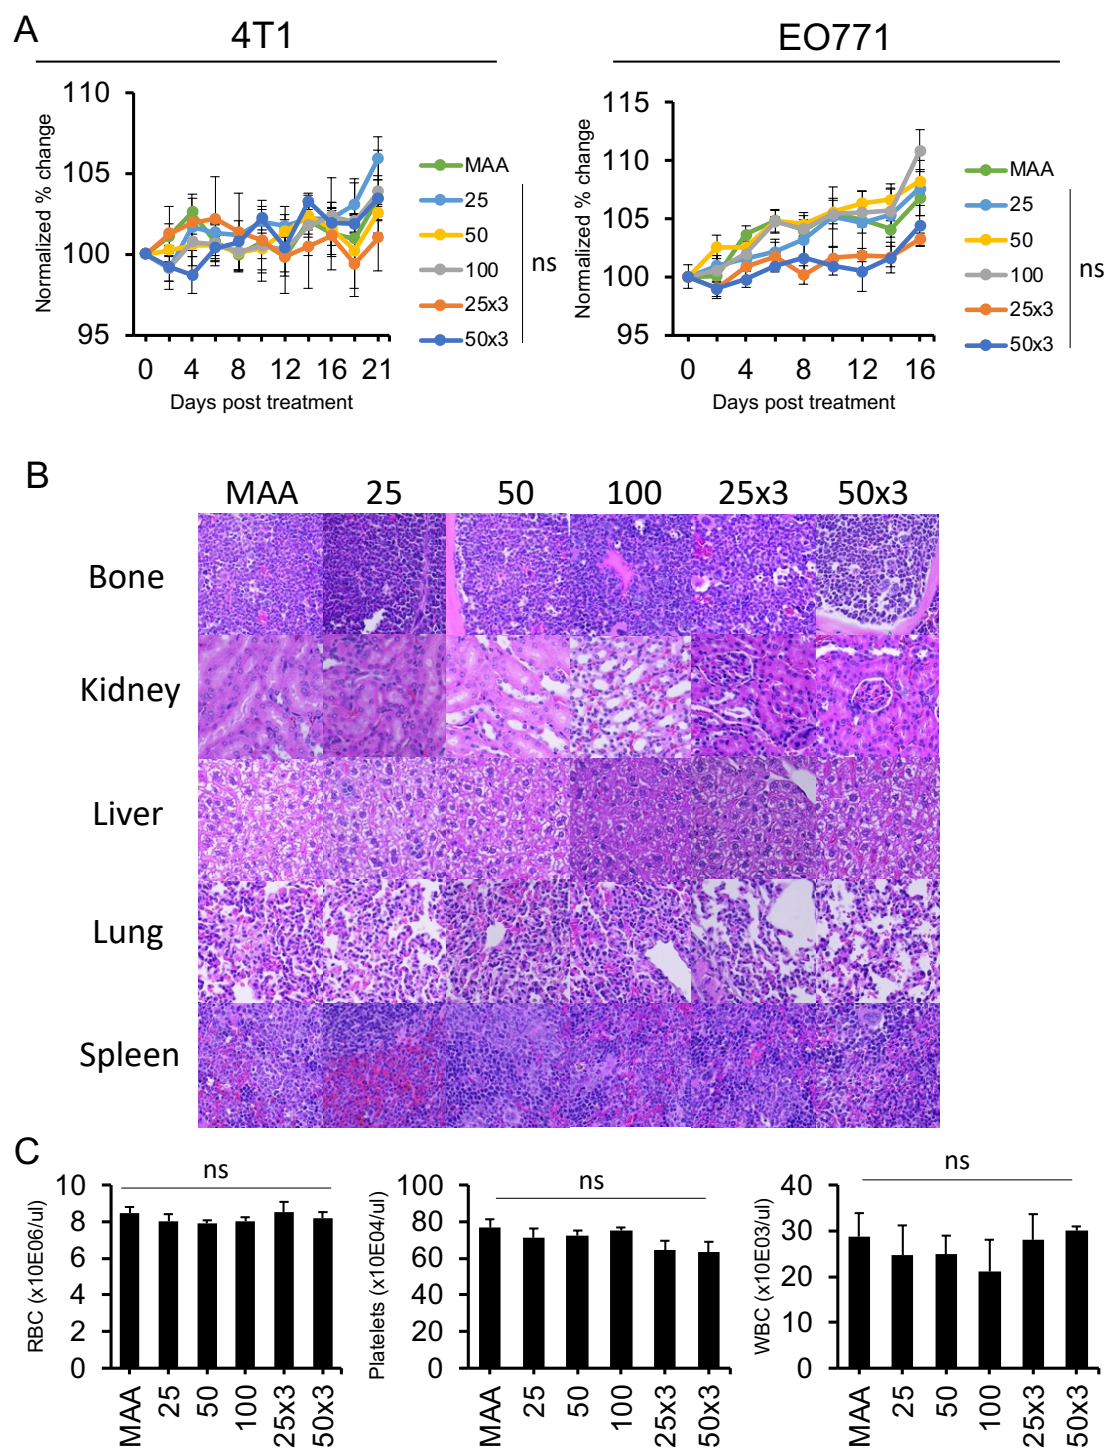 A
4T1
EO771
110
105
100
95
Normalized % change
0 4 8 12 16 21
Days post treatment
MAA
25
50
100
25x3
50x3
ns
115
110
105
100
95
Normalized % change
0 4 8 12 16
Days post treatment
MAA
25
50
100
25x3
50x3
ns
B
MAA 25 50 100 25x3 50x3
Bone
Kidney
Liver
Lung
Spleen
C
ns
10
8
6
4
2
0
RBC (x10E06/ul)
MAA 25 50 100 25x3 50x3
ns
100
80
60
40
20
0
Platelets (x10E04/ul)
MAA 25 50 100 25x3 50x3
ns
40
30
20
10
0
WBC (x10E03/ul)
MAA 25 50 100 25x3 50x3